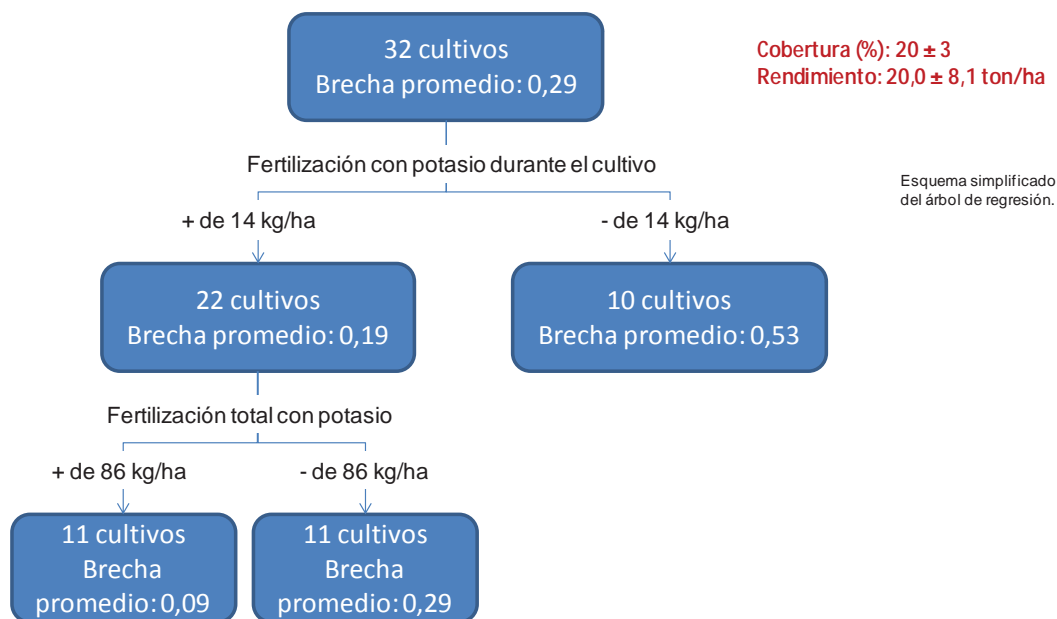 32 cultivos
Brecha promedio: 0,29
Cobertura (%): 20 ± 3
Rendimiento: 20,0 ± 8,1 ton/ha
Fertilización con potasio durante el cultivo
Esquema simplificado
del árbol de regresión.
+ de 14 kg/ha
- de 14 kg/ha
22 cultivos
Brecha promedio: 0,19
10 cultivos
Brecha promedio: 0,53
Fertilización total con potasio
+ de 86 kg/ha
- de 86 kg/ha
11 cultivos
Brecha
promedio: 0,09
11 cultivos
Brecha
promedio: 0,29